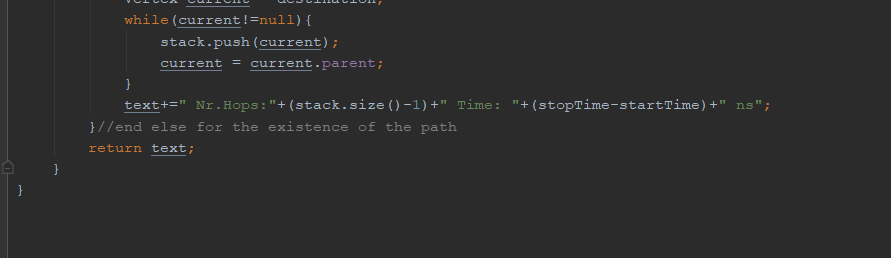 vertex current = destination;
while(current!=null){
stack.push(current);
current = current.parent;
}
text+=" Nr.Hops:"+(stack.size()-1)+" Time: "+(stopTime-startTime)+" ns";
}//end else for the existence of the path
return text;
}
}